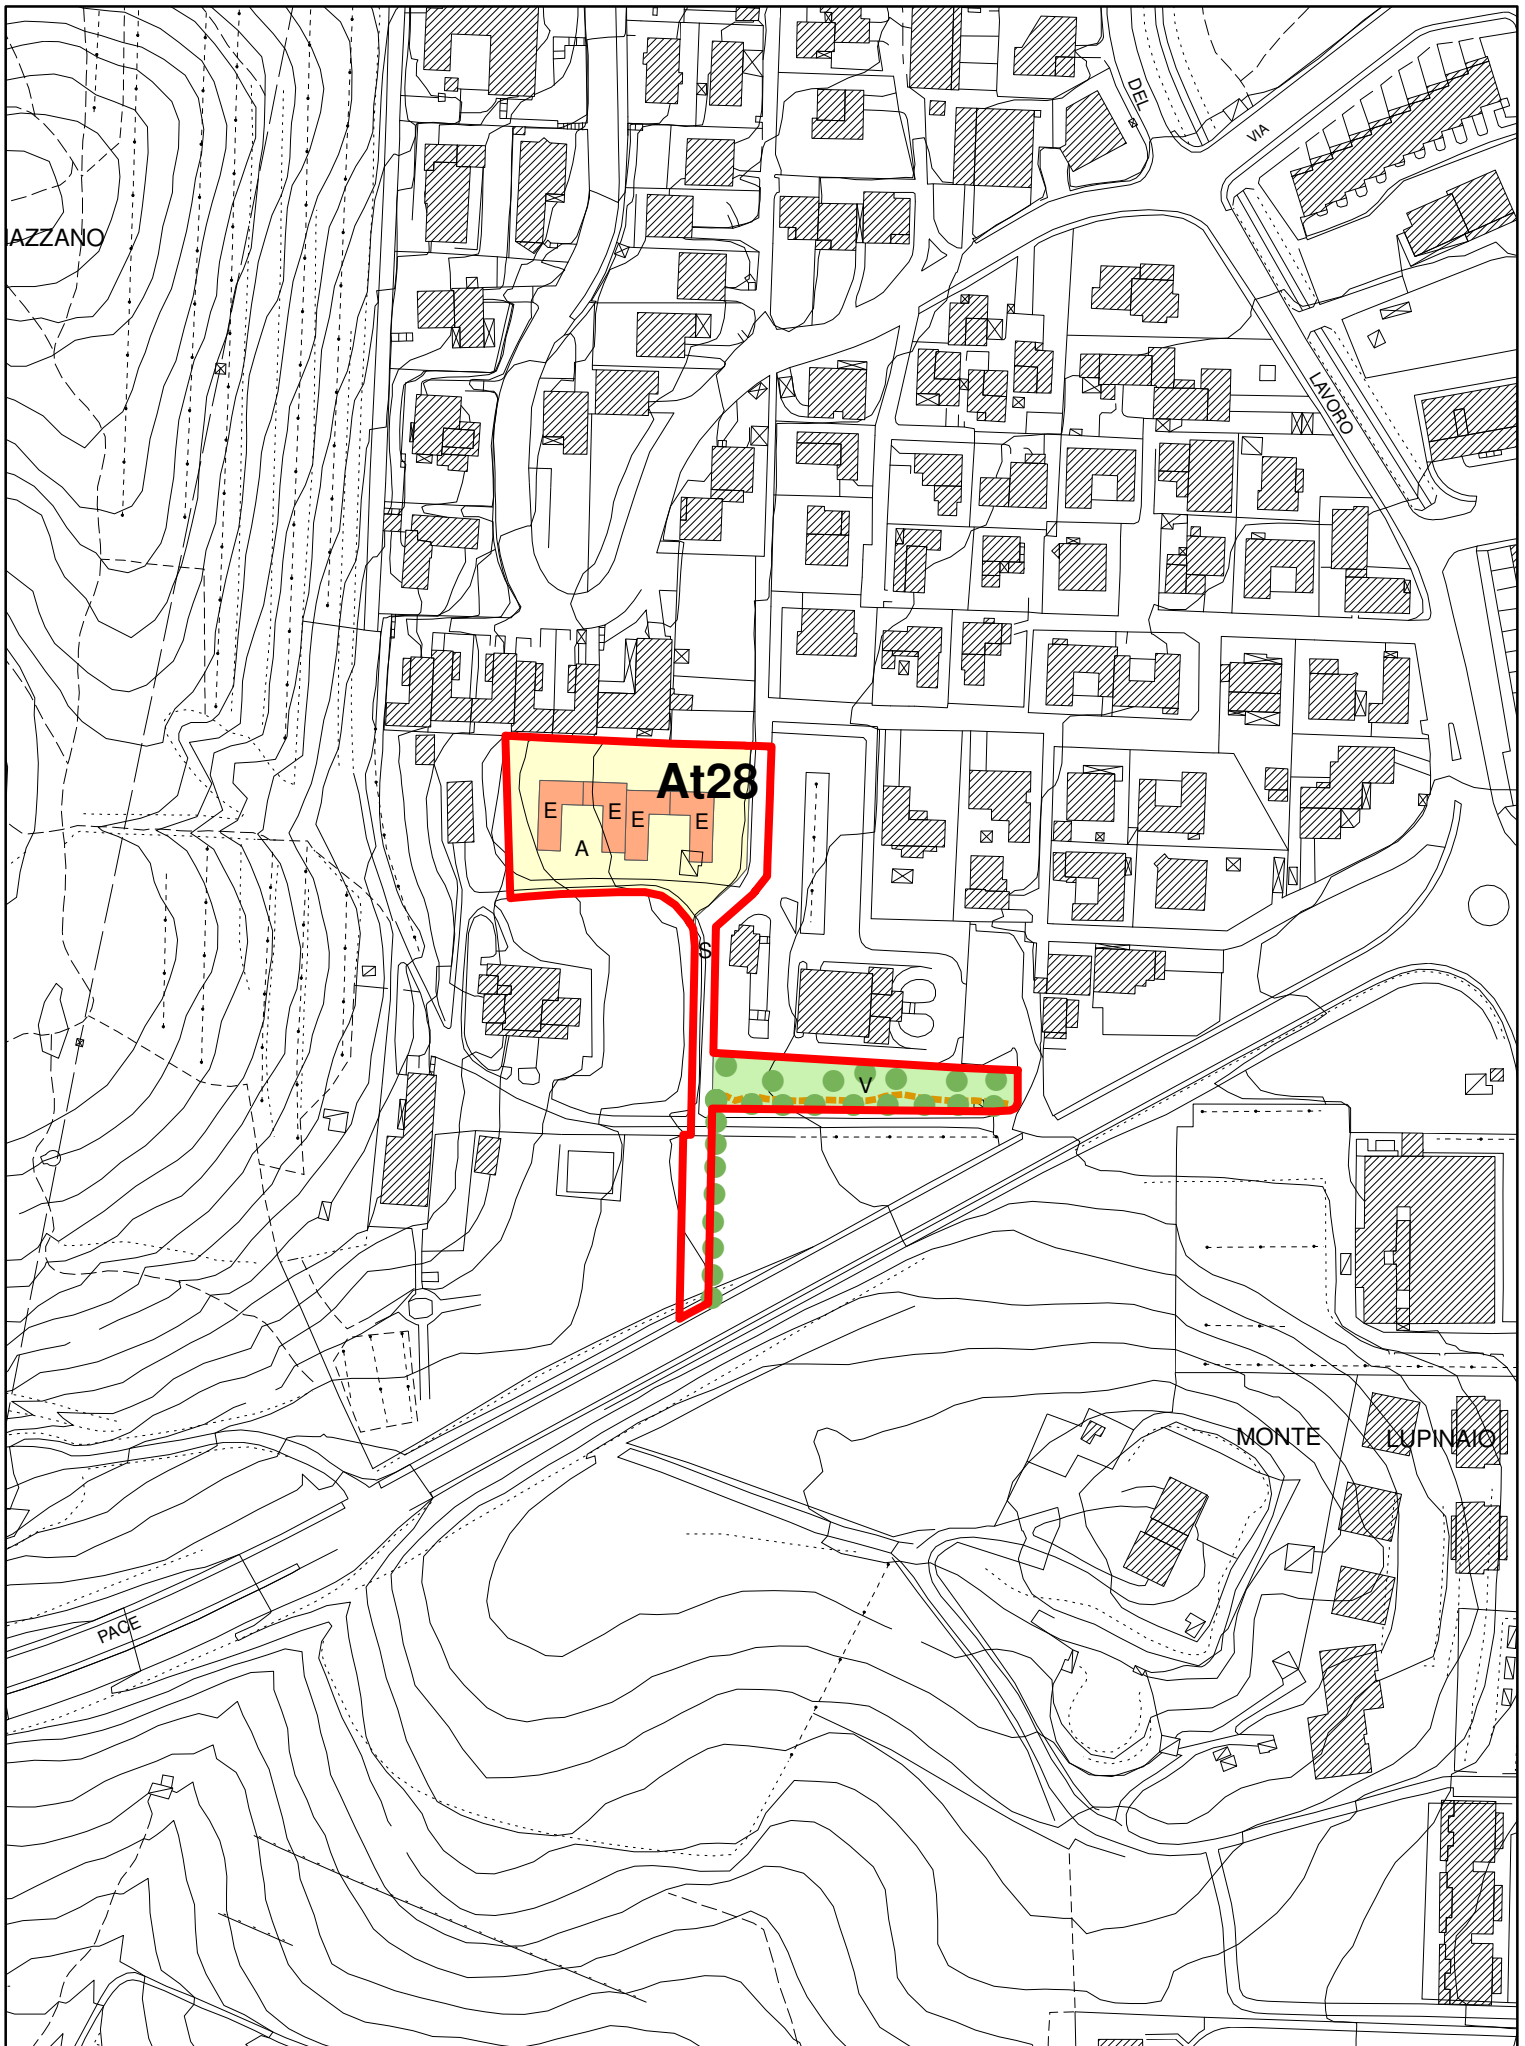 DEL
VIA
IAZZANO
LAVORO
At28
E
E
E
E
A
S
V
MONTE
LUPINAIO
PACE